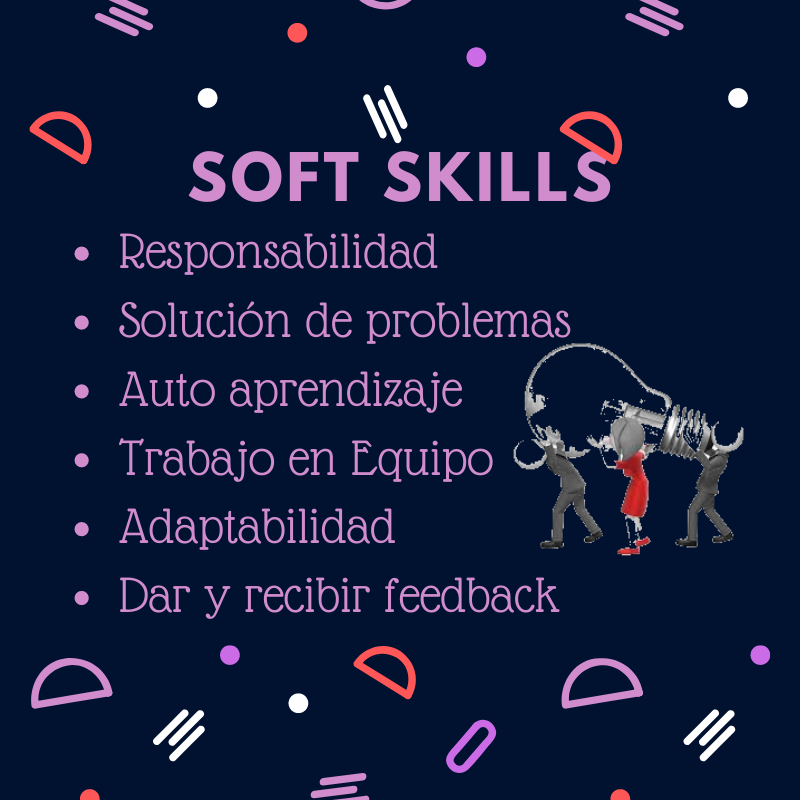 SOFT SKILLS
• Responsabilidad
• Solución de problemas
• Auto aprendizaje
• Trabajo en Equipo
• Adaptabilidad
• Dar y recibir feedback